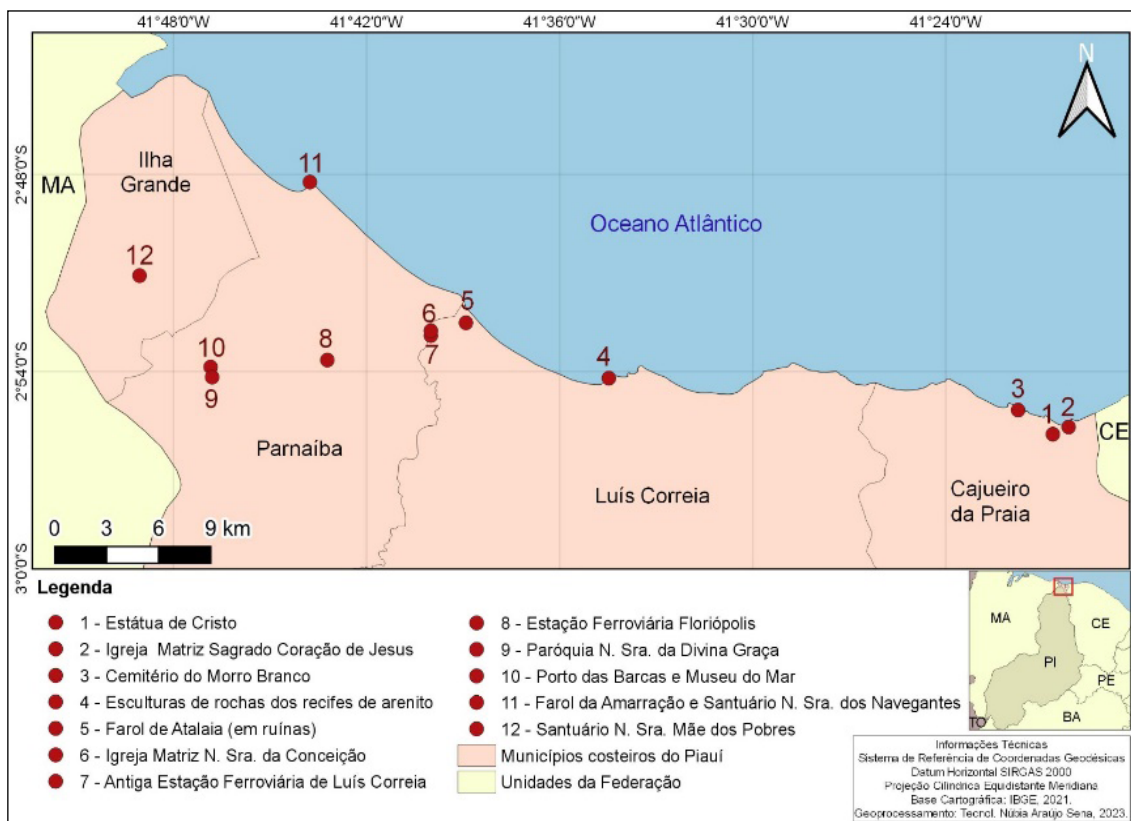 41°48'0"W 41°42'0"W 41°36'0"W 41°30'0"W 41°24'0"W
N
2°48'0"S
2°54'0"S
3°0'0"S
MA
Ilha
Grande
11
Oceano Atlântico
12
5
6
7
8
10
9
4
3
1
2
CE
Parnaíba
Luís Correia
Cajueiro
da Praia
0 3 6 9 km
Legenda
1 - Estátua de Cristo
2 - Igreja Matriz Sagrado Coração de Jesus
3 - Cemitério do Morro Branco
4 - Esculturas de rochas dos recifes de arenito
5 - Farol de Atalaia (em ruínas)
6 - Igreja Matriz N. Sra. da Conceição
7 - Antiga Estação Ferroviária de Luís Correia
8 - Estação Ferroviária Floriópolis
9 - Paróquia N. Sra. da Divina Graça
10 - Porto das Barcas e Museu do Mar
11 - Farol da Amarração e Santuário N. Sra. dos Navegantes
12 - Santuário N. Sra. Mãe dos Pobres
Municípios costeiros do Piauí
Unidades da Federação
MA
CE
PI
PE
TO
BA
Informações Técnicas
Sistema de Referência de Coordenadas Geodésicas
Datum Horizontal SIRGAS 2000
Projeção Cilíndrica Equidistante Meridiana
Base Cartográfica: IBGE, 2021.
Geoprocessamento: Tecnol. Núbia Araújo Sena, 2023.